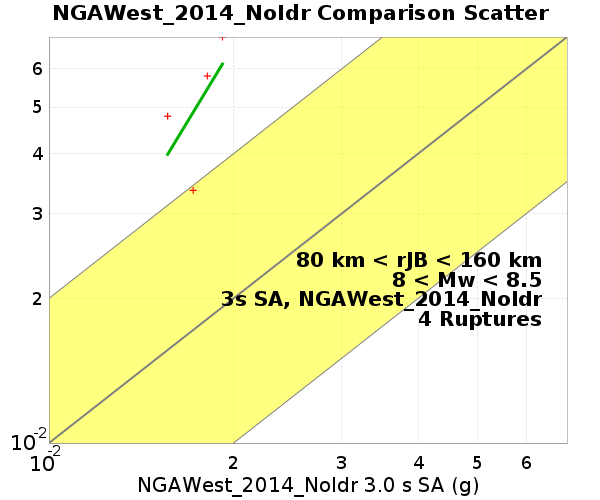 NGAWest_2014_NoIdr Comparison Scatter
6
5
4
3
2
10-2
80 km < rJB < 160 km
8 < Mw < 8.5
3s SA, NGAWest_2014_NoIdr
4 Ruptures
10-2
2
3
4
5
6
NGAWest_2014_NoIdr 3.0 s SA (g)